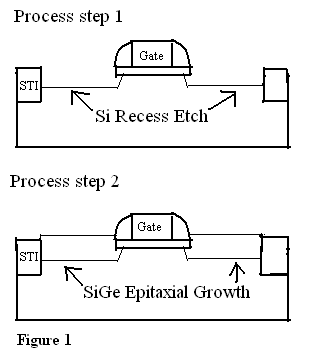 Process step 1
Gate
STI
Si Recess Etch
Process step 2
Gate
STI
SiGe Epitaxial Growth
Figure 1